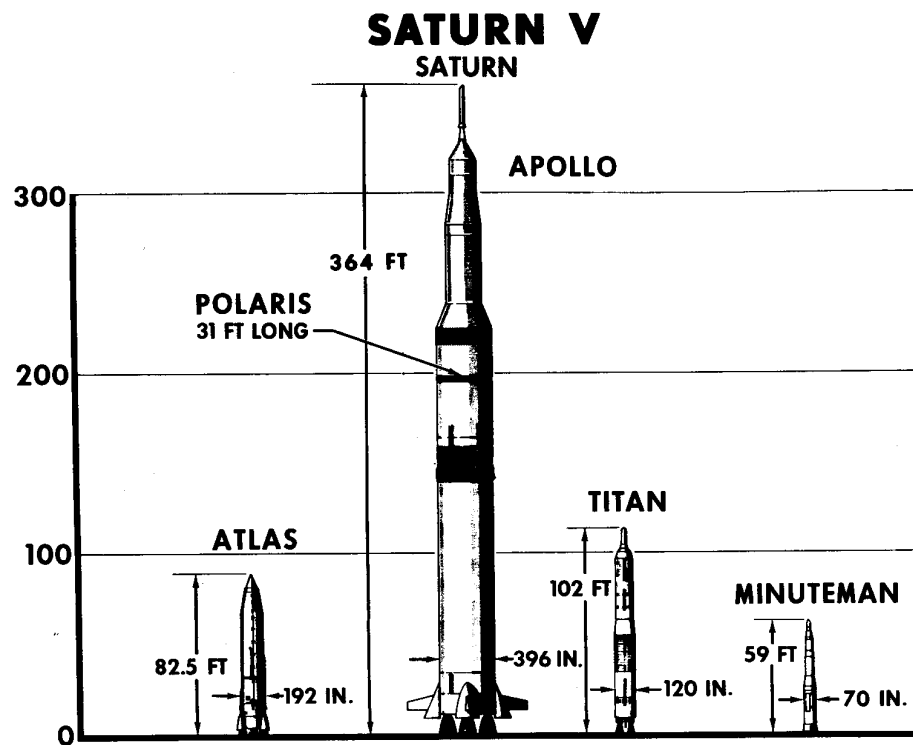 SATURN V
SATURN
APOLLO
300
364 FT
POLARIS
31 FT LONG
200
TITAN
ATLAS
100
102 FT
MINUTEMAN
82.5 FT
192 IN.
396 IN.
120 IN.
59 FT
70 IN.
0